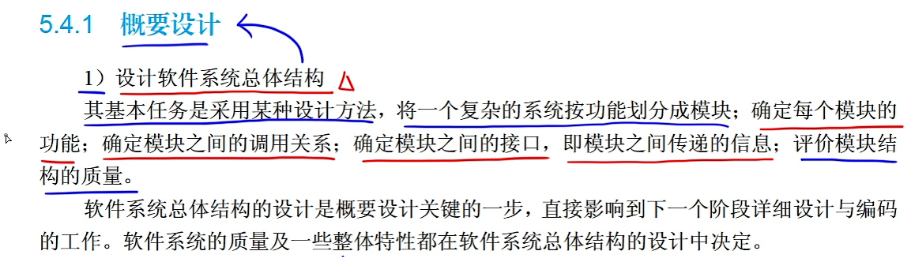 5.4.1 概要设计
1）设计软件系统总体结构
其基本任务是采用某种设计方法，将一个复杂的系统按功能划分成模块；确定每个模块的
功能；确定模块之间的调用关系；确定模块之间的接口，即模块之间传递的信息；评价模块结
构的质量。
软件系统总体结构的设计是概要设计关键的一步，直接影响到下一个阶段详细设计与编码
的工作。软件系统的质量及一些整体特性都在软件系统总体结构的设计中决定。